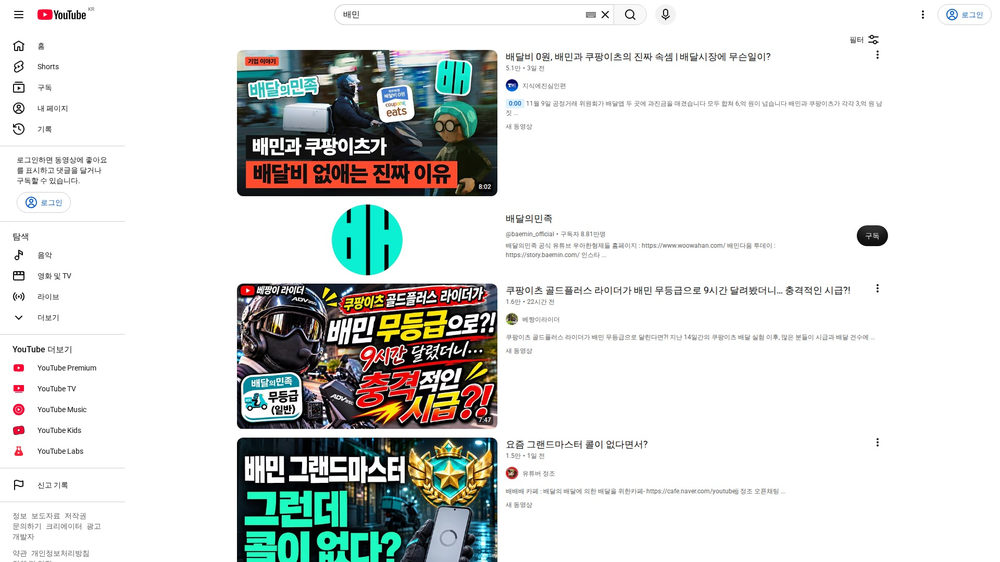 YouTube KR
배민
로그인
홈
Shorts
구독
내 페이지
기록
로그인하면 동영상에 좋아요
를 표시하고 댓글을 달거나
구독할 수 있습니다.
로그인
탐색
음악
영화 및 TV
라이브
더보기
YouTube 더보기
YouTube Premium
YouTube TV
YouTube Music
YouTube Kids
YouTube Labs
신고 기록
정보 보도자료 저작권
문의하기 크리에이터 광고
개발자
약관 개인정보처리방침
필터
기업 이야기
배달의민족
배
coupang
eats
배민과 쿠팡이츠가
배달비 없애는 진짜 이유
8:02
배달비 0원, 배민과 쿠팡이츠의 진짜 속셈 | 배달시장에 무슨일이?
5.1만 • 3일 전
지식에진심인편
0:00 11월 9일 공정거래 위원회가 배달앱 두 곳에 과징금을 매겼습니다 모두 합쳐 6,억 원이 넘습니다 배민과 쿠팡이츠가 각각 3,억 원 남
짓 ...
새 동영상
배
배달의민족
@baemin_official • 구독자 8.81만명
배달의민족 공식 유튜브 우아한형제들 홈페이지 : https://www.woowahan.com/ 배민다움 투데이 :
https://story.baemin.com/ 인스타 ...
구독
베짱이 라이더
ADV
쿠팡이츠 골드플러스 라이더가
배민 무등급으로?!
9시간 달렸더니...
충격적인
시급?!
배달의민족
무등급
(일반)
7:47
쿠팡이츠 골드플러스 라이더가 배민 무등급으로 9시간 달려봤더니... 충격적인 시급?!
1.6만 • 22시간 전
베짱이라이더
쿠팡이츠 골드플러스 라이더가 배민 무등급으로 달린다면?! 지난 14일간의 쿠팡이츠 배달 실험 이후, 많은 분들이 시급과 배달 건수에 ...
새 동영상
배민 그랜드마스터
그런데
콜이 없다?
요즘 그랜드마스터 콜이 없다면서?
1.5만 • 1일 전
유튜버 정조
배배배 카페 : 배달의 배달에 의한 배달을 위한카페- https://cafe.naver.com/youtubejj 정조 오픈채팅 ...
새 동영상